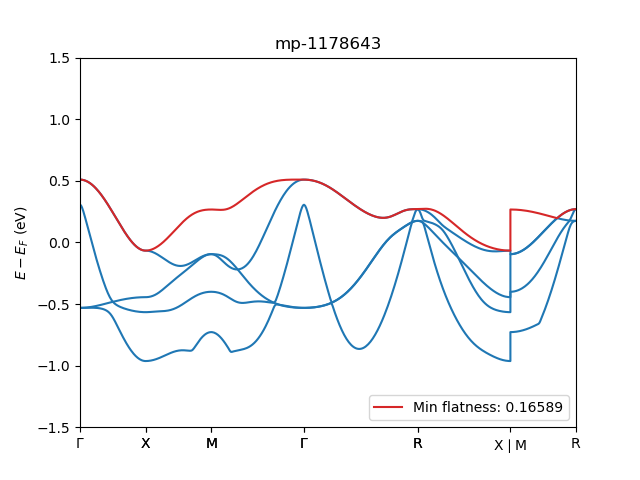 mp-1178643
E − E_F (eV)
1.5
1.0
0.5
0.0
−0.5
−1.0
−1.5
Min flatness: 0.16589
Γ X M Γ R X | M R